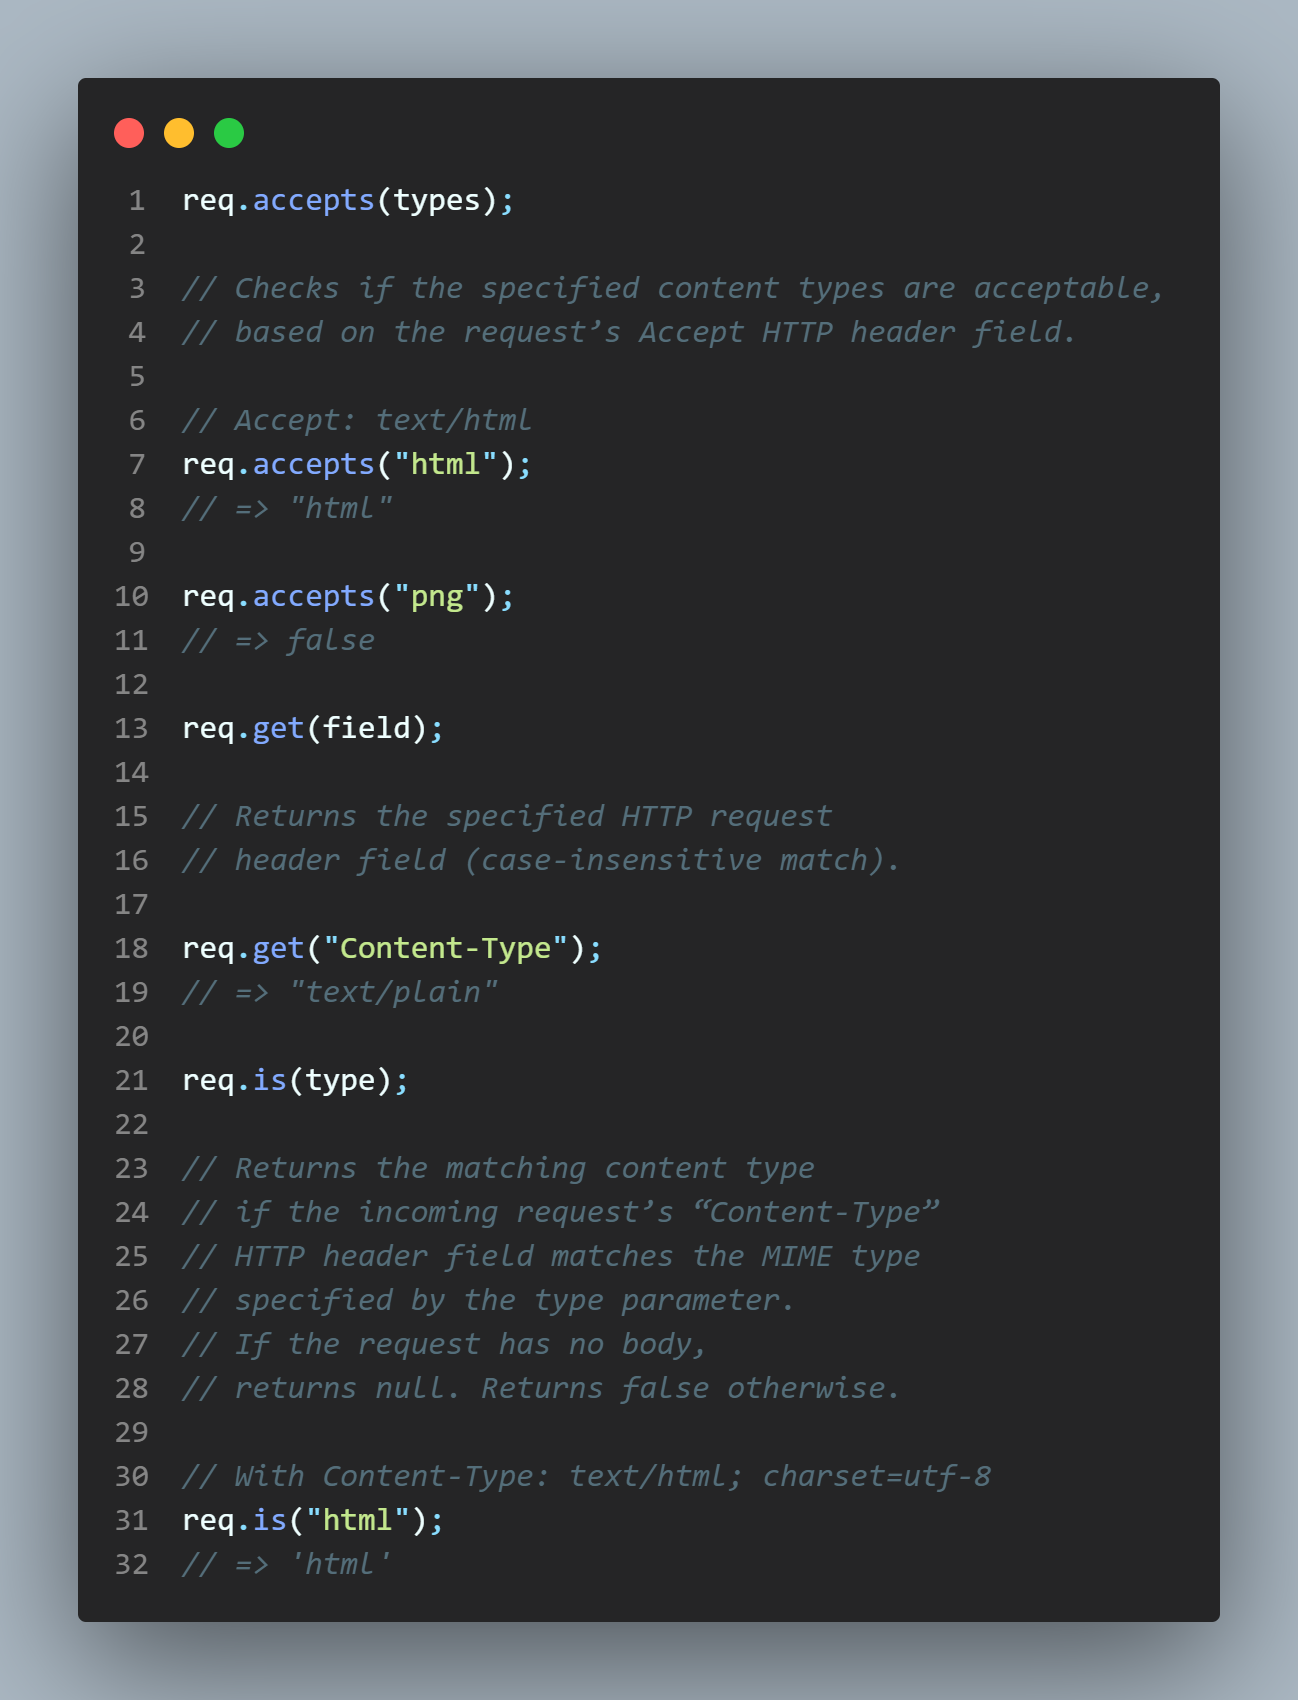 1 req.accepts(types);
2
3 // Checks if the specified content types are acceptable,
4 // based on the request’s Accept HTTP header field.
5
6 // Accept: text/html
7 req.accepts("html");
8 // => "html"
9
10 req.accepts("png");
11 // => false
12
13 req.get(field);
14
15 // Returns the specified HTTP request
16 // header field (case-insensitive match).
17
18 req.get("Content-Type");
19 // => "text/plain"
20
21 req.is(type);
22
23 // Returns the matching content type
24 // if the incoming request’s “Content-Type”
25 // HTTP header field matches the MIME type
26 // specified by the type parameter.
27 // If the request has no body,
28 // returns null. Returns false otherwise.
29
30 // With Content-Type: text/html; charset=utf-8
31 req.is("html");
32 // => 'html'